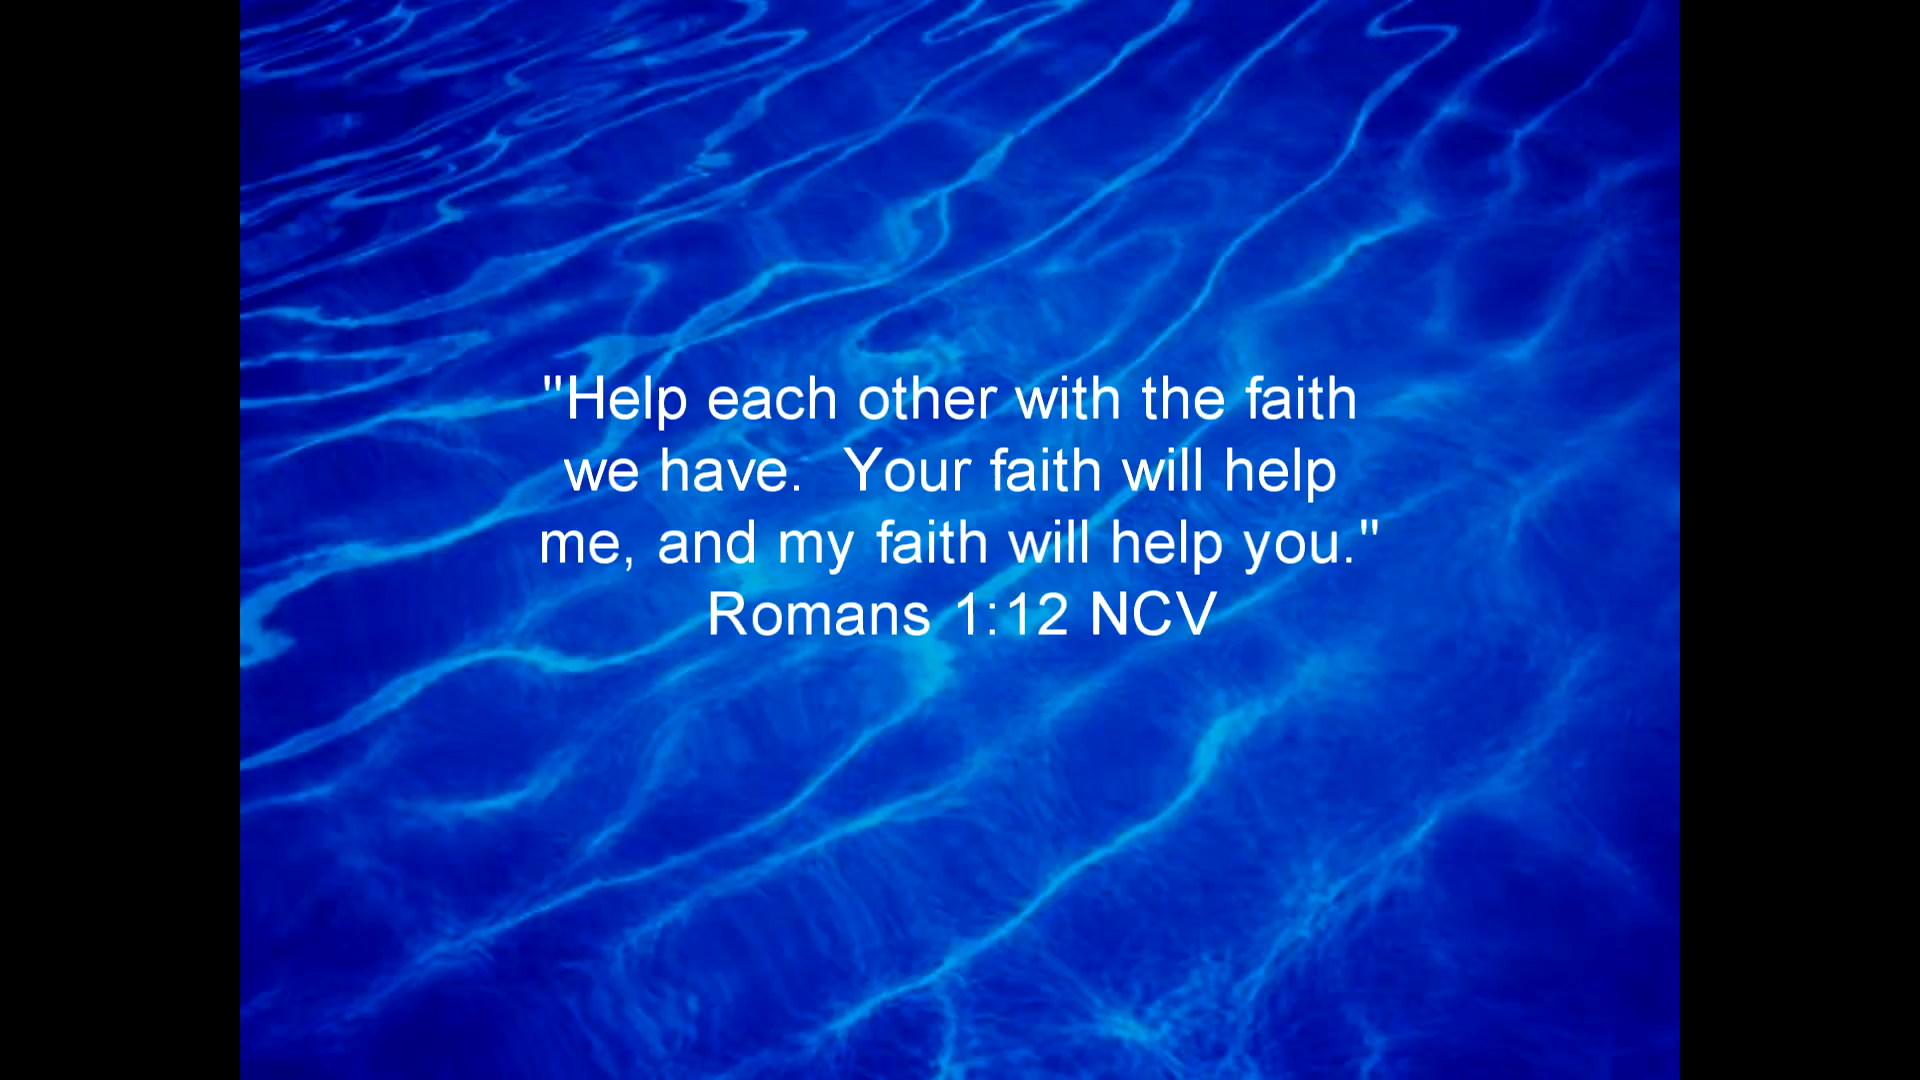 "Help each other with the faith
we have.  Your faith will help
me, and my faith will help you."
Romans 1:12 NCV